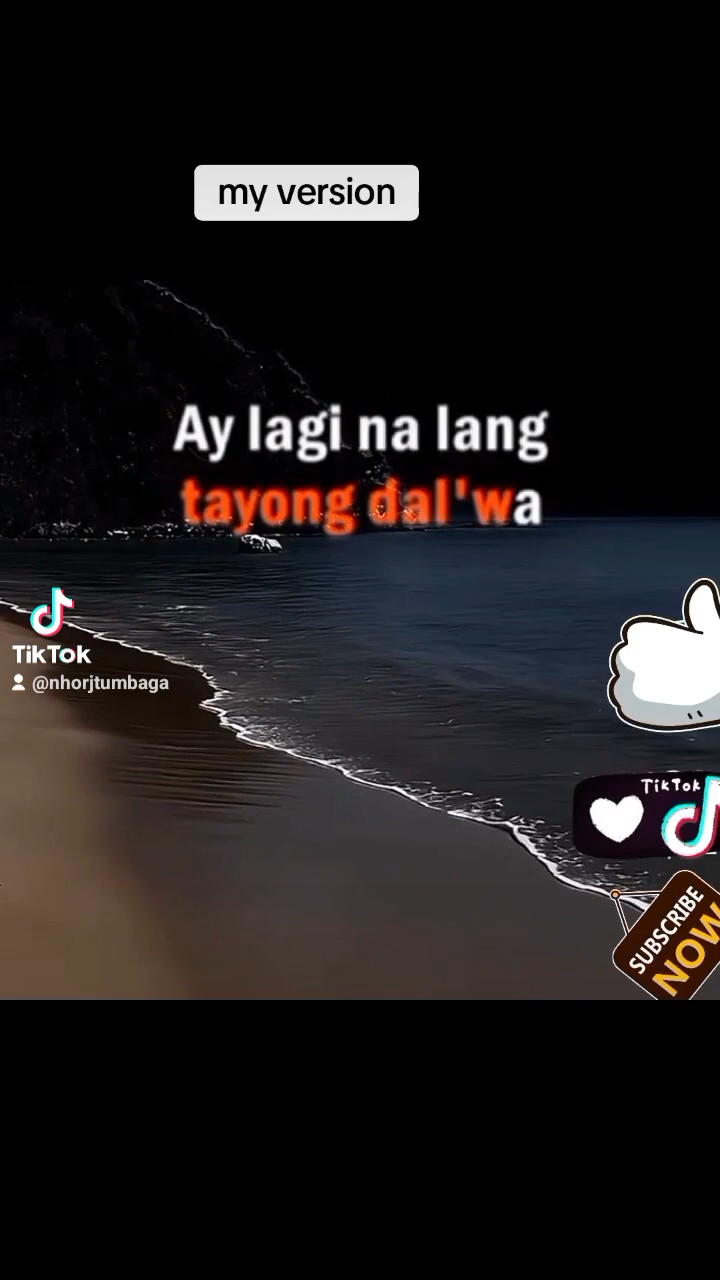 my version
Ay lagi na lang
tayong dal'wa
TikTok
@nhorjtumbaga
TikTok
SUBSCRIBE
NOW